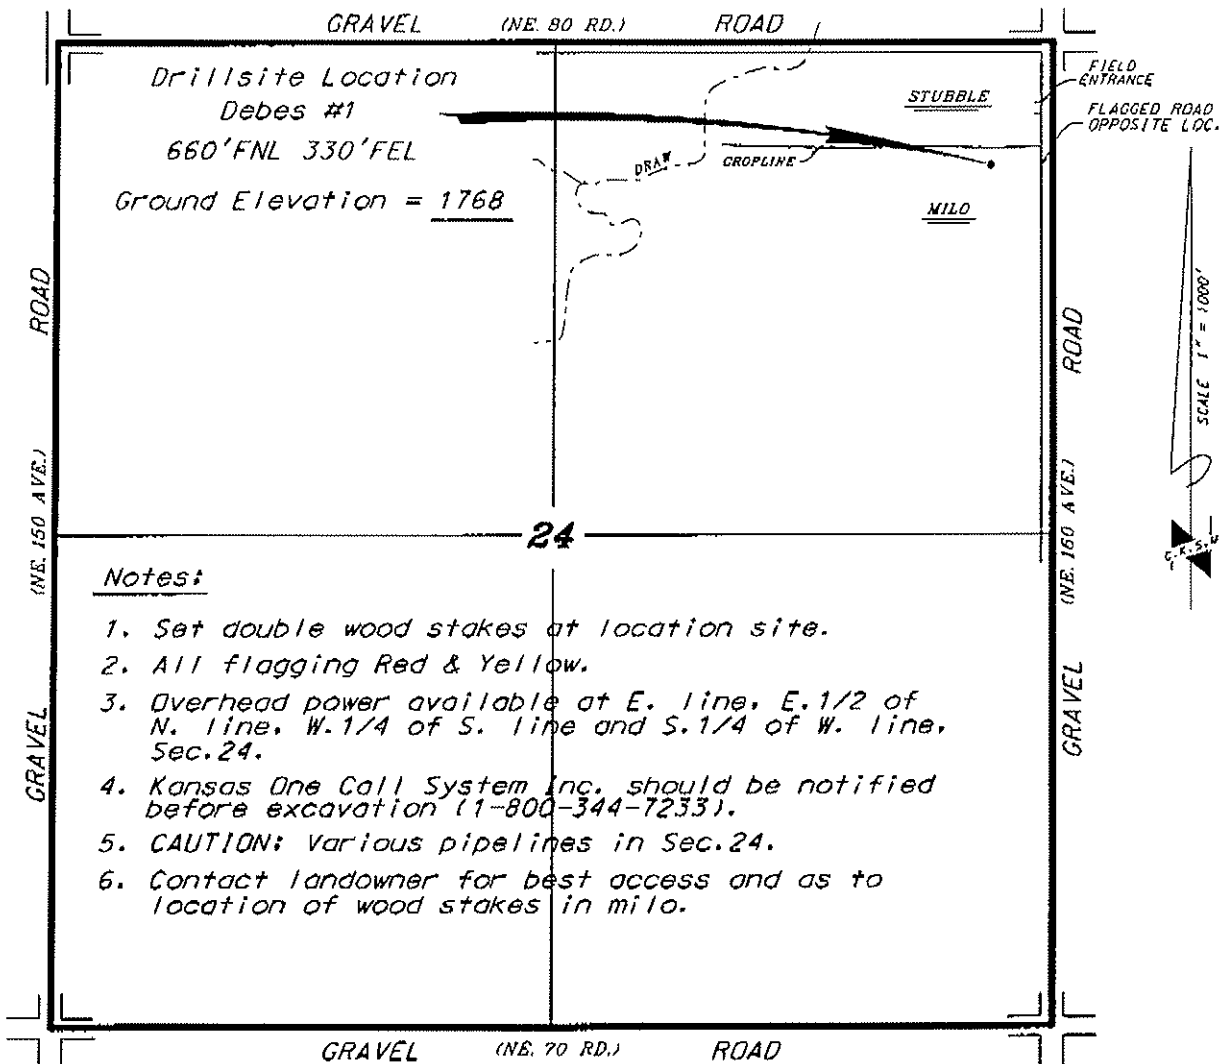 GRAVEL (NE. 80 RD.) ROAD
Drillsite Location
Debes #1
660'FNL 330'FEL
Ground Elevation = 1768
STUBBLE
FIELD
ENTRANCE
FLAGGED ROAD
OPPOSITE LOC.
DRAW
CROPLINE
MILO
GRAVEL (NE. 150 AVE.) ROAD
GRAVEL (NE. 160 AVE.) ROAD
SCALE 1" = 1000'
24
Notes:
1. Set double wood stakes at location site.
2. All flagging Red & Yellow.
3. Overhead power available at E. line, E.1/2 of
N. line, W.1/4 of S. line and S.1/4 of W. line,
Sec.24.
4. Kansas One Call System Inc. should be notified
before excavation (1-800-344-7233).
5. CAUTION: Various pipelines in Sec.24.
6. Contact landowner for best access and as to
location of wood stakes in milo.
GRAVEL (NE. 70 RD.) ROAD